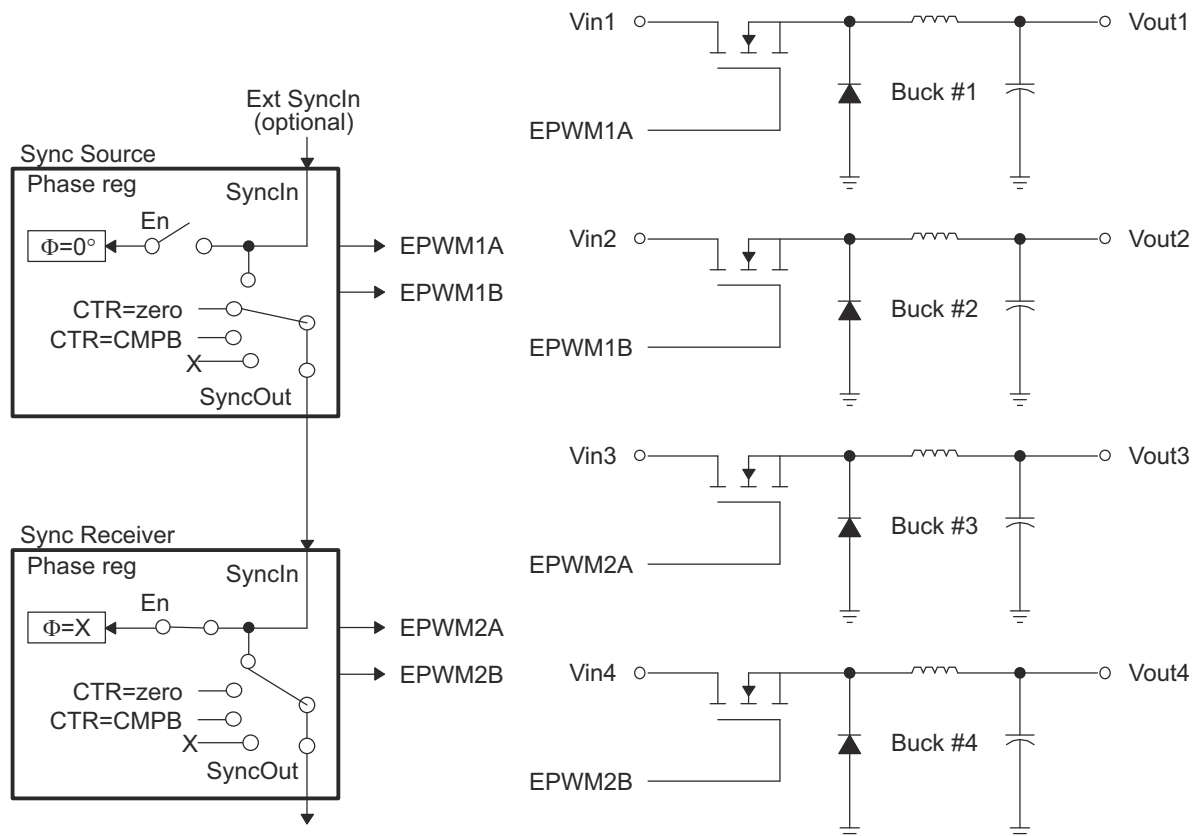 Ext SyncIn
(optional)
Sync Source
Phase reg
SyncIn
En
Φ=0°
EPWM1A
EPWM1B
CTR=zero
CTR=CMPB
X
SyncOut
Sync Receiver
Phase reg
SyncIn
En
Φ=X
EPWM2A
EPWM2B
CTR=zero
CTR=CMPB
X
SyncOut
Vin1
Vout1
Buck #1
EPWM1A
Vin2
Vout2
Buck #2
EPWM1B
Vin3
Vout3
Buck #3
EPWM2A
Vin4
Vout4
Buck #4
EPWM2B